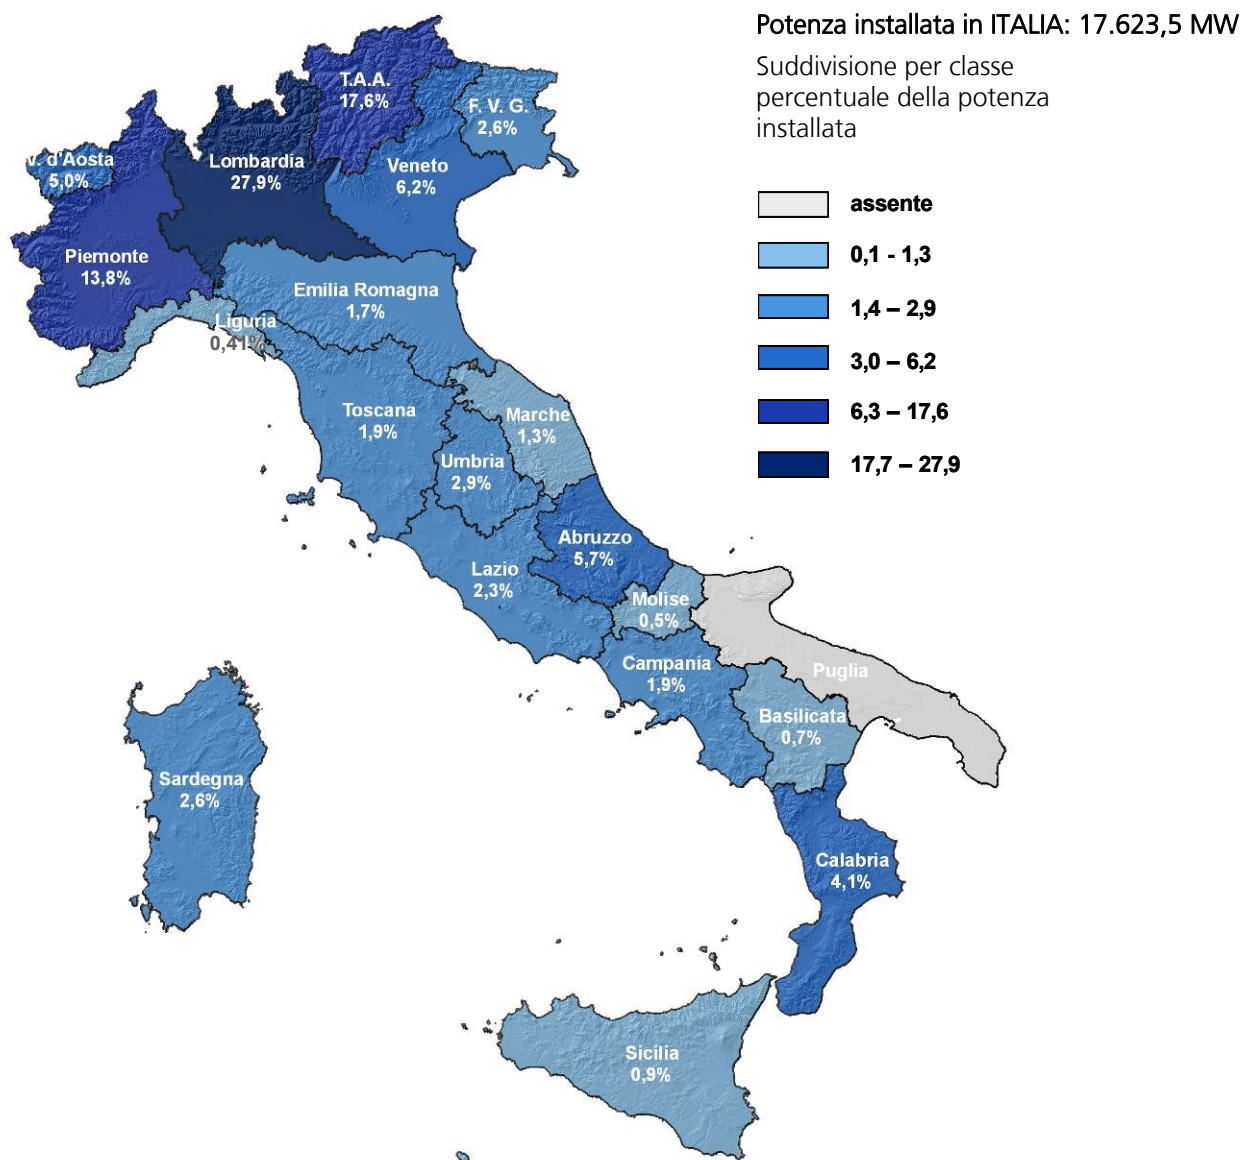 Potenza installata in ITALIA: 17.623,5 MW
Suddivisione per classe
percentuale della potenza
installata
assente
0,1 - 1,3
1,4 – 2,9
3,0 – 6,2
6,3 – 17,6
17,7 – 27,9
T.A.A.
17,6%
F. V. G.
2,6%
V. d'Aosta
5,0%
Lombardia
27,9%
Veneto
6,2%
Piemonte
13,8%
Emilia Romagna
1,7%
Liguria
0,41%
Toscana
1,9%
Marche
1,3%
Umbria
2,9%
Abruzzo
5,7%
Lazio
2,3%
Molise
0,5%
Campania
1,9%
Puglia
Basilicata
0,7%
Sardegna
2,6%
Calabria
4,1%
Sicilia
0,9%